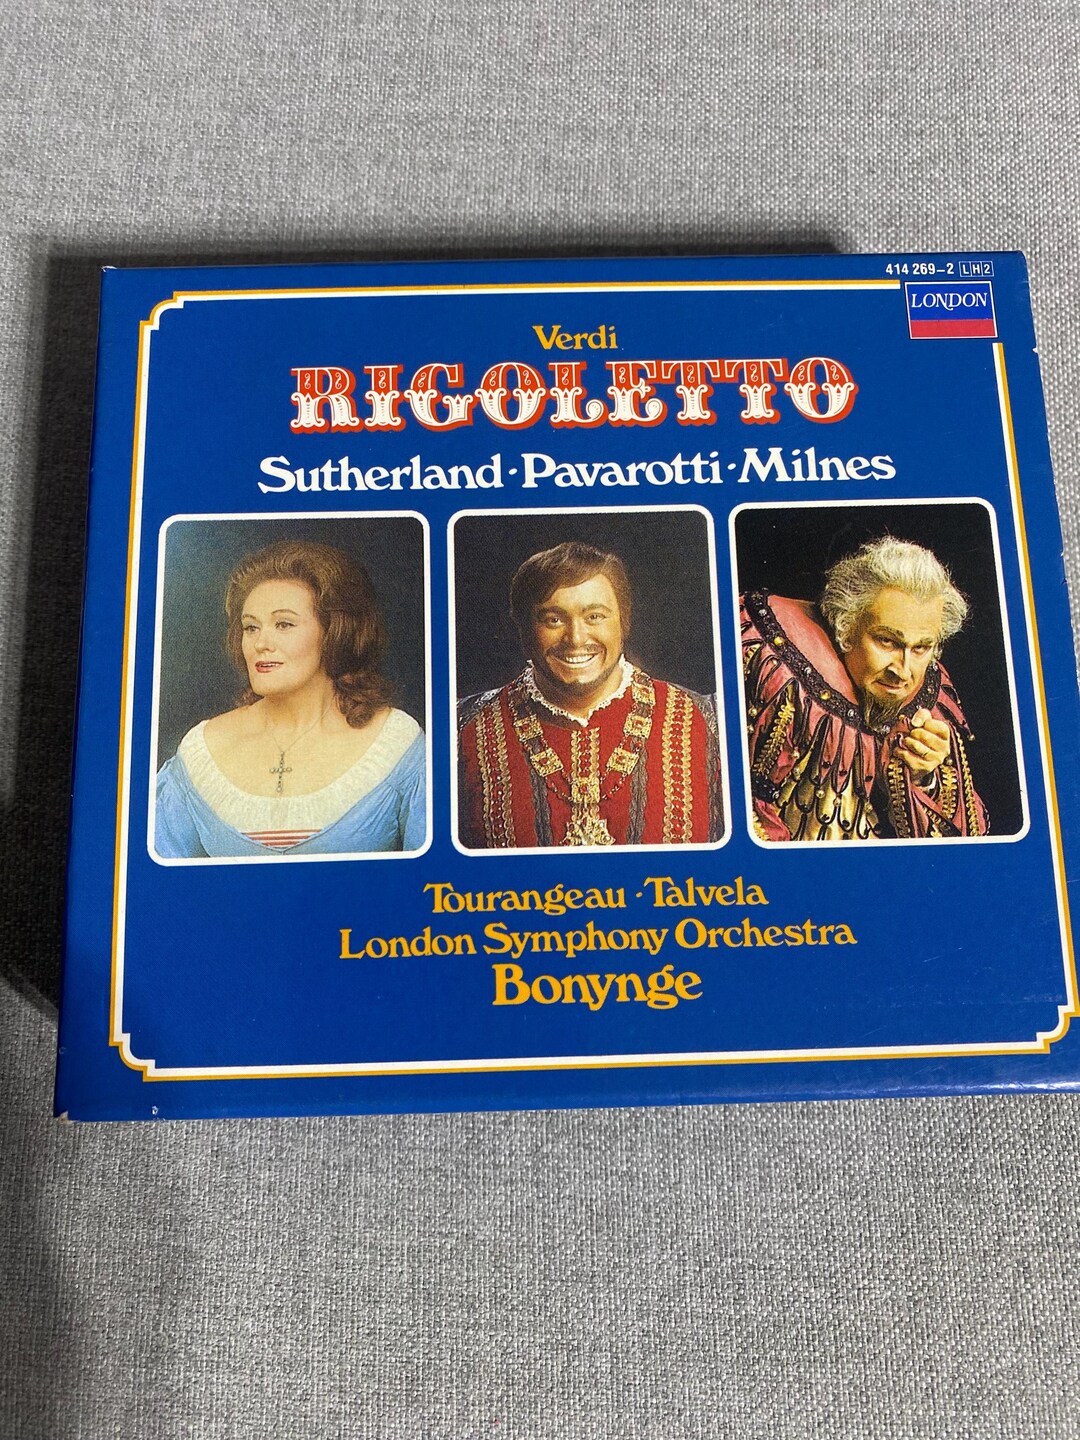 414 269-2 LH2
LONDON
Verdi
RIGOLETTO
Sutherland·Pavarotti·Milnes
Tourangeau·Talvela
London Symphony Orchestra
Bonynge